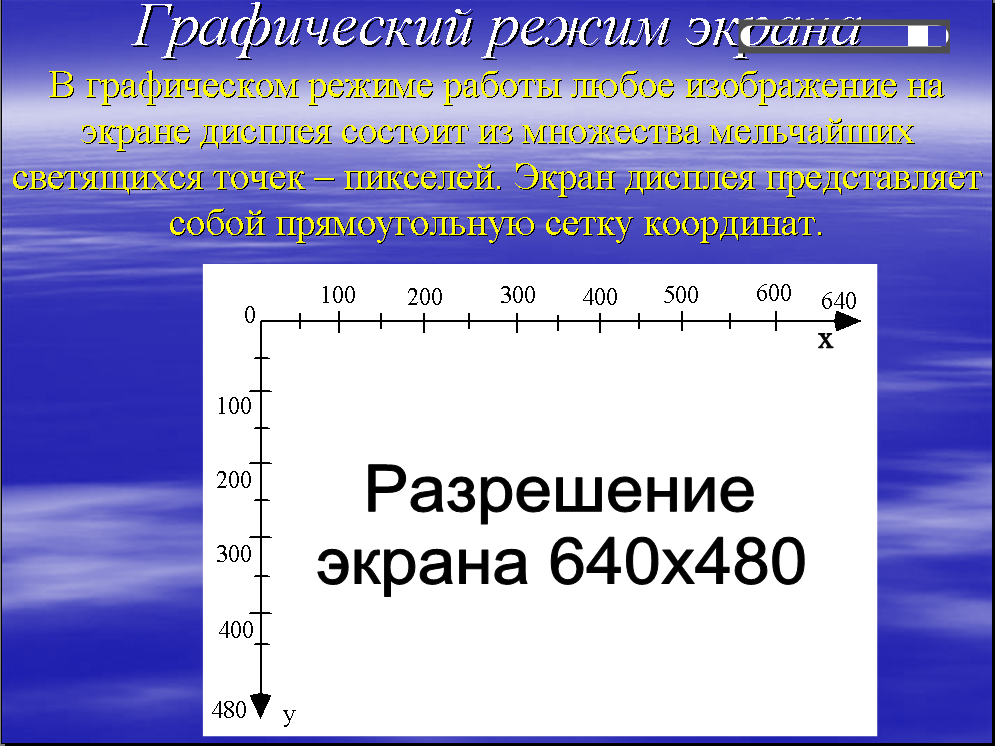 Графический режим экрана
В графическом режиме работы любое изображение на
экране дисплея состоит из множества мельчайших
светящихся точек – пикселей. Экран дисплея представляет
собой прямоугольную сетку координат.
0 100 200 300 400 500 600 640
x
100
200
300
400
480 y
Разрешение
экрана 640x480